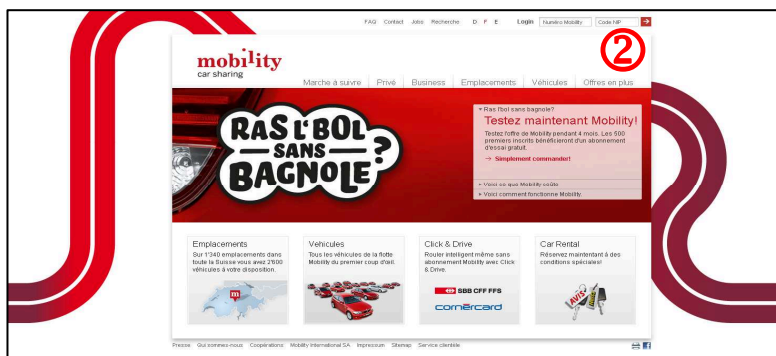 FAQ Contact Jobs Recherche D F E Login Numéro Mobility Code NIP
②
mobility
car sharing
Marche à suivre Privé Business Emplacements Véhicules Offres en plus
RAS L'BOL
SANS
BAGNOLE?
Ras l'bol sans bagnole?
Testez maintenant Mobility!
Testez l'offre de Mobility pendant 4 mois. Les 500
premiers inscrits bénéficieront d'un abonnement
d'essai gratuit.
→ Simplement commander!
Voici ce que Mobility coûte
Voici comment fonctionne Mobility.
Emplacements
Sur 1'340 emplacements dans
toute la Suisse vous avez 2'600
véhicules à votre disposition.
m
Vehicules
Tous les véhicules de la flotte
Mobility du premier coup d'œil.
Click & Drive
Rouler intelligent même sans
abonnement Mobility avec Click
& Drive.
SBB CFF FFS
cornèrcard
Car Rental
Réservez maintentant à des
conditions spéciales!
AVIS
Presse Qui sommes-nous Coopérations Mobility International SA Impressum Sitemap Service clientèle